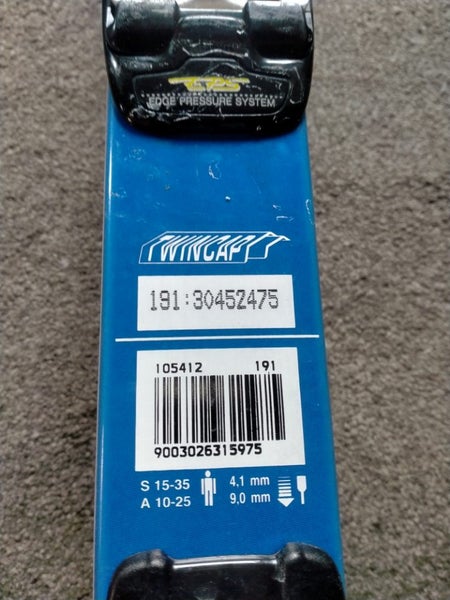 EPS
EDGE PRESSURE SYSTEM
TWINCAP
191:30452475
105412 191
9003026315975
S 15-35 4,1 mm
A 10-25 9,0 mm